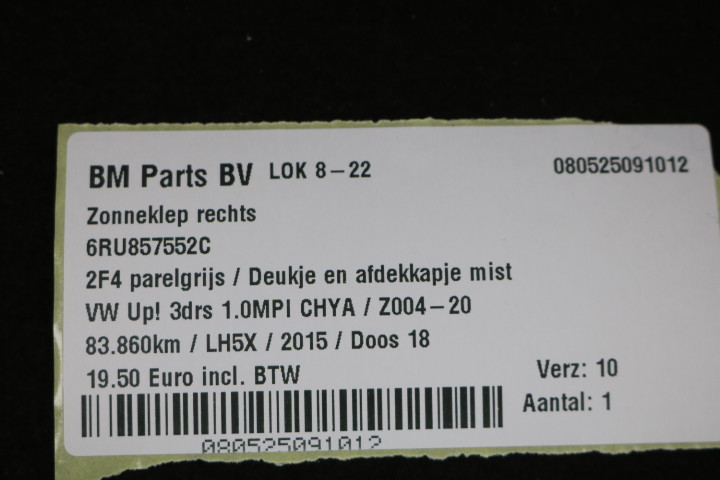 BM Parts BV LOK 8-22 080525091012
Zonneklep rechts
6RU857552C
2F4 parelgrijs / Deukje en afdekkapje mist
VW Up! 3drs 1.0MPI CHYA / Z004-20
83.860km / LH5X / 2015 / Doos 18
19.50 Euro incl. BTW Verz: 10
Aantal: 1
080525091012